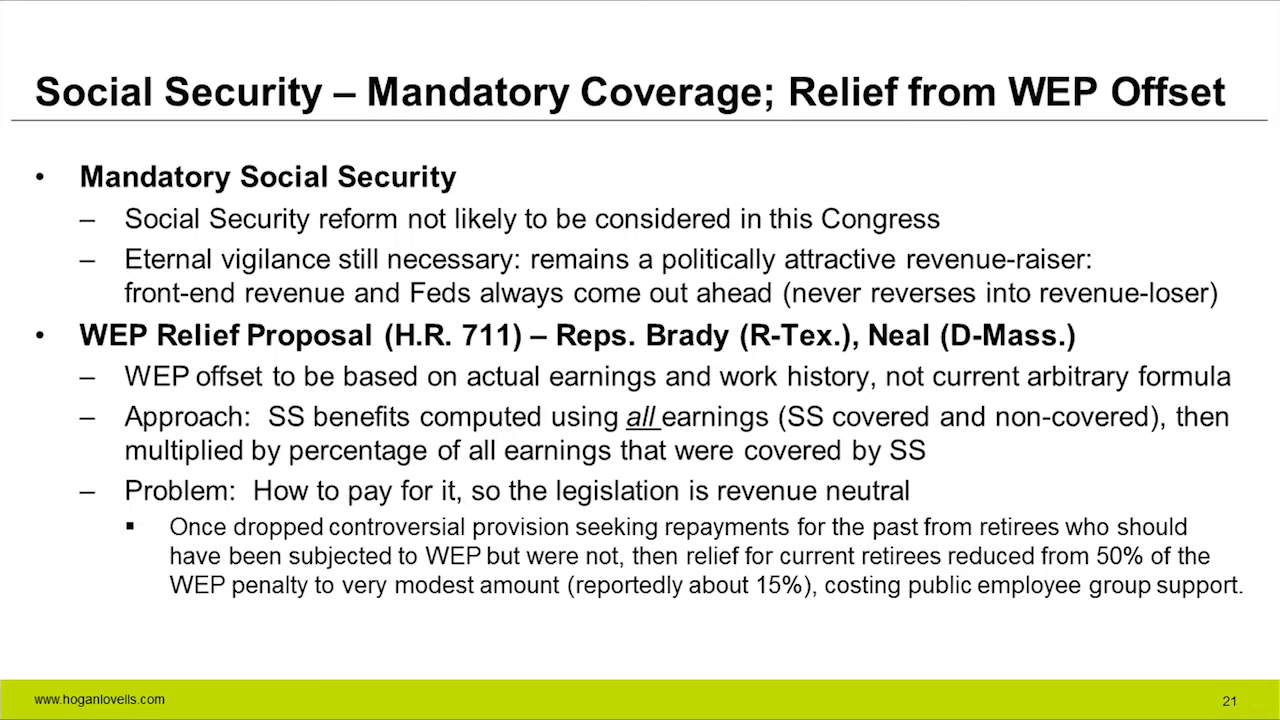 Social Security – Mandatory Coverage; Relief from WEP Offset
• Mandatory Social Security
– Social Security reform not likely to be considered in this Congress
– Eternal vigilance still necessary: remains a politically attractive revenue-raiser:
front-end revenue and Feds always come out ahead (never reverses into revenue-loser)
• WEP Relief Proposal (H.R. 711) – Reps. Brady (R-Tex.), Neal (D-Mass.)
– WEP offset to be based on actual earnings and work history, not current arbitrary formula
– Approach: SS benefits computed using all earnings (SS covered and non-covered), then
multiplied by percentage of all earnings that were covered by SS
– Problem: How to pay for it, so the legislation is revenue neutral
▪ Once dropped controversial provision seeking repayments for the past from retirees who should
have been subjected to WEP but were not, then relief for current retirees reduced from 50% of the
WEP penalty to very modest amount (reportedly about 15%), costing public employee group support.
www.hoganlovells.com
21